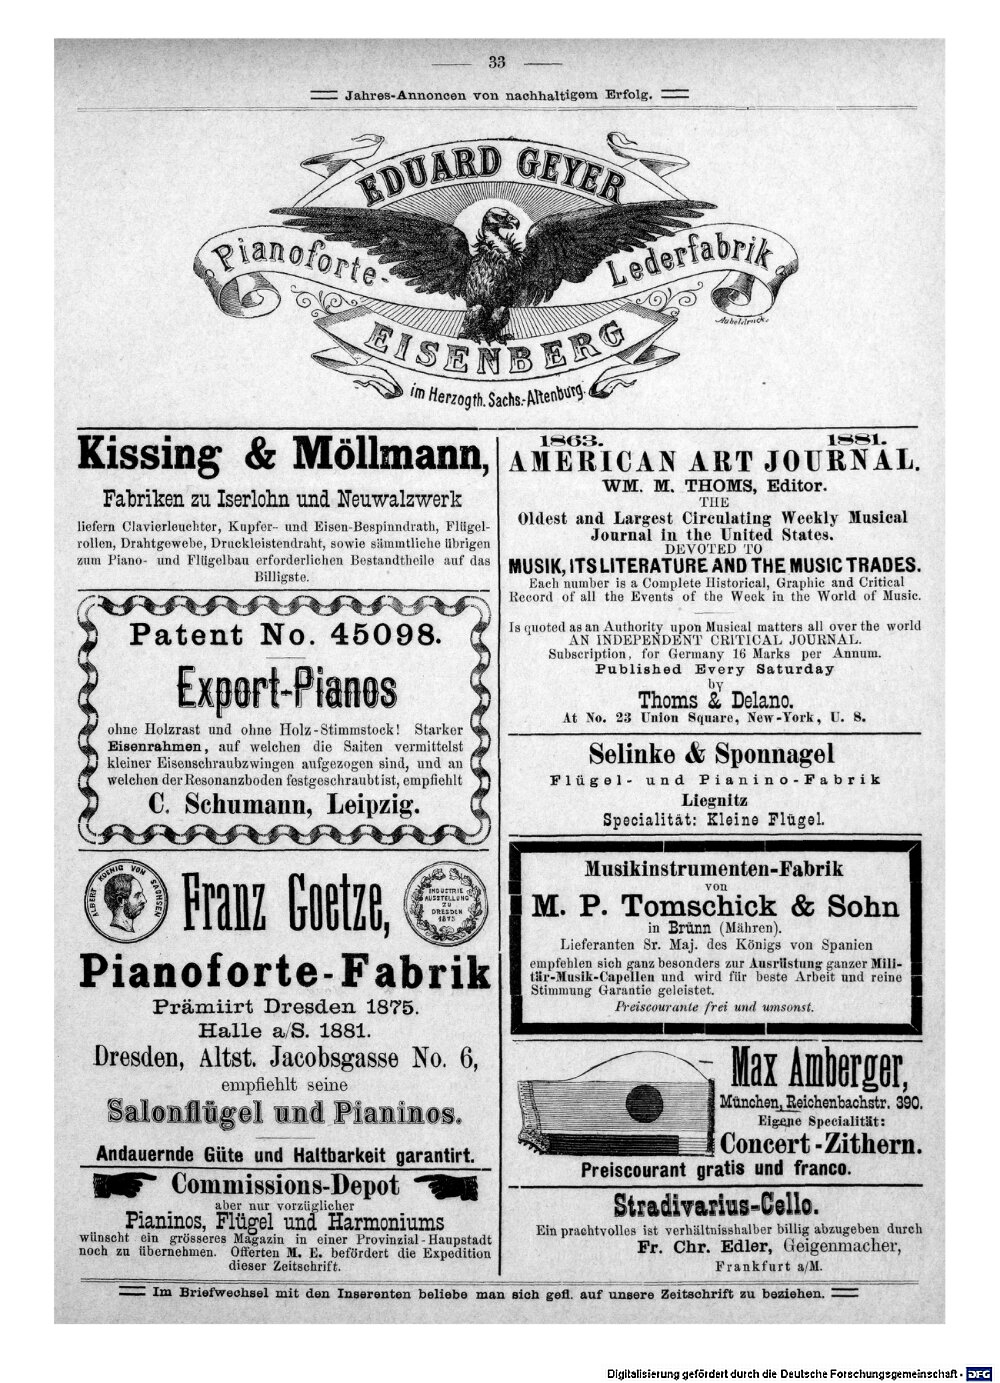 33
Jahres-Annoncen von nachhaltigem Erfolg.
EDUARD GEYER
Pianoforte-Lederfabrik
EISENBERG
im Herzogth. Sachs.-Altenburg.
Kissing & Möllmann,
Fabriken zu Iserlohn und Neuwalzwerk
liefern Clavierleuchter, Kupfer- und Eisen-Bespinndrath, Flügel-
rollen, Drahtgewebe, Druckleistendraht, sowie sämmtliche übrigen
zum Piano- und Flügelbau erforderlichen Bestandtheile auf das
Billigste.
Patent No. 45098.
Export-Pianos
ohne Holzrast und ohne Holz-Stimmstock! Starker
Eisenrahmen, auf welchen die Saiten vermittelst
kleiner Eisenschraubzwingen aufgezogen sind, und an
welchen der Resonanzboden festgeschraubt ist, empfiehlt
C. Schumann, Leipzig.
ALBERT KOENIG VON SACHSEN
Franz Goetze,
INDUSTRIE
AUSSTELLUNG
ZU
DRESDEN
1875
Pianoforte-Fabrik
Prämiirt Dresden 1875.
Halle a/S. 1881.
Dresden, Altst. Jacobsgasse No. 6,
empfiehlt seine
Salonflügel und Pianinos.
Andauernde Güte und Haltbarkeit garantirt.
Commissions-Depot
aber nur vorzüglicher
Pianinos, Flügel und Harmoniums
wünscht ein grösseres Magazin in einer Provinzial-Haupstadt
noch zu übernehmen. Offerten M. E. befördert die Expedition
dieser Zeitschrift.
1863. 1881.
AMERICAN ART JOURNAL.
WM. M. THOMS, Editor.
THE
Oldest and Largest Circulating Weekly Musical
Journal in the United States.
DEVOTED TO
MUSIK, ITS LITERATURE AND THE MUSIC TRADES.
Each number is a Complete Historical, Graphic and Critical
Record of all the Events of the Week in the World of Music.
Is quoted as an Authority upon Musical matters all over the world
AN INDEPENDENT CRITICAL JOURNAL.
Subscription, for Germany 16 Marks per Annum.
Published Every Saturday
by
Thoms & Delano.
At No. 23 Union Square, New-York, U. S.
Selinke & Sponnagel
Flügel- und Pianino-Fabrik
Liegnitz
Specialität: Kleine Flügel.
Musikinstrumenten-Fabrik
von
M. P. Tomschick & Sohn
in Brünn (Mähren).
Lieferanten Sr. Maj. des Königs von Spanien
empfehlen sich ganz besonders zur Ausrüstung ganzer Mili-
tär-Musik-Capellen und wird für beste Arbeit und reine
Stimmung Garantie geleistet.
Preiscourante frei und umsonst.
Max Amberger,
München, Reichenbachstr. 390.
Eigene Specialität:
Concert-Zithern.
Preiscourant gratis und franco.
Stradivarius-Cello.
Ein prachtvolles ist verhältnisshalber billig abzugeben durch
Fr. Chr. Edler, Geigenmacher,
Frankfurt a/M.
Im Briefwechsel mit den Inserenten beliebe man sich gefl. auf unsere Zeitschrift zu beziehen.
Digitalisierung gefördert durch die Deutsche Forschungsgemeinschaft - DFG